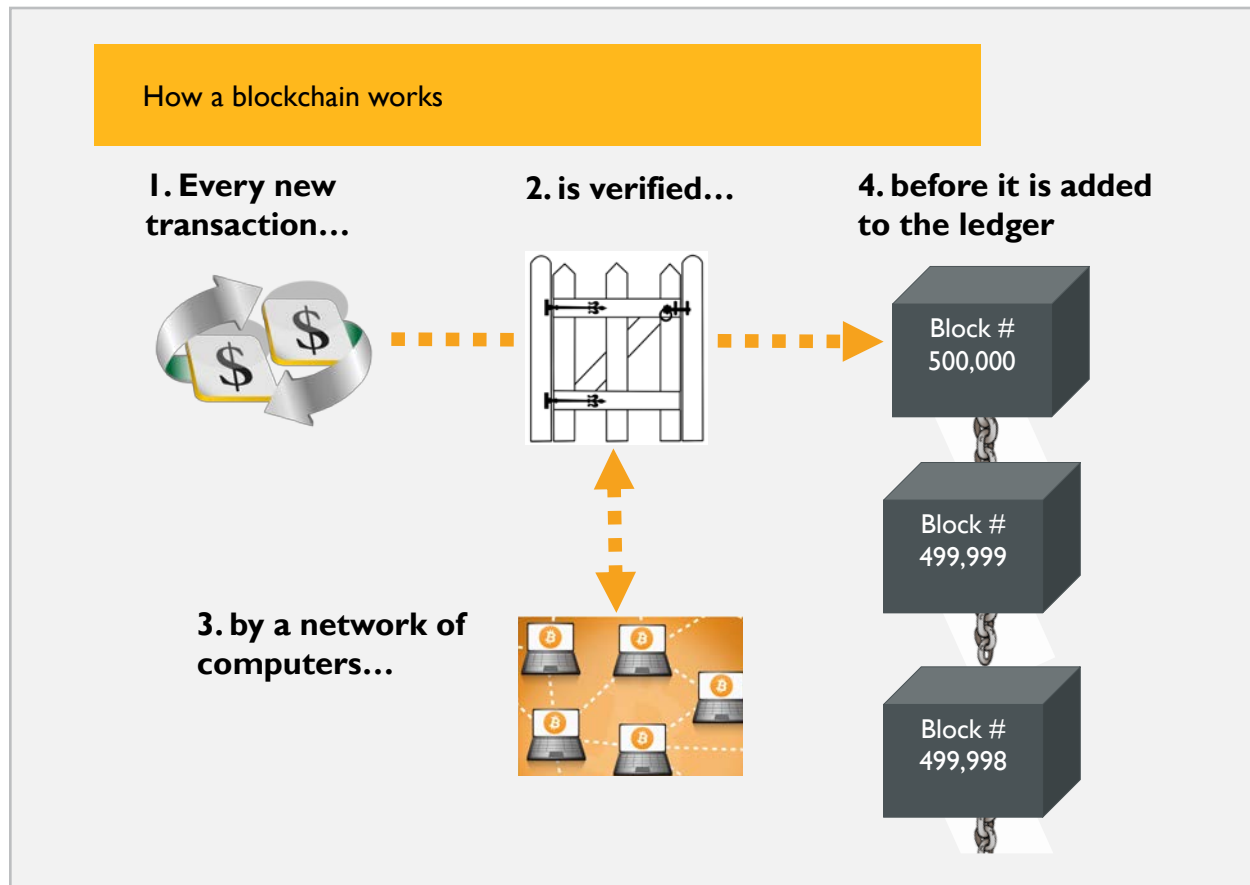 How a blockchain works
1. Every new
transaction…
2. is verified…
4. before it is added
to the ledger
$
$
Block #
500,000
Block #
499,999
3. by a network of
computers…
Block #
499,998